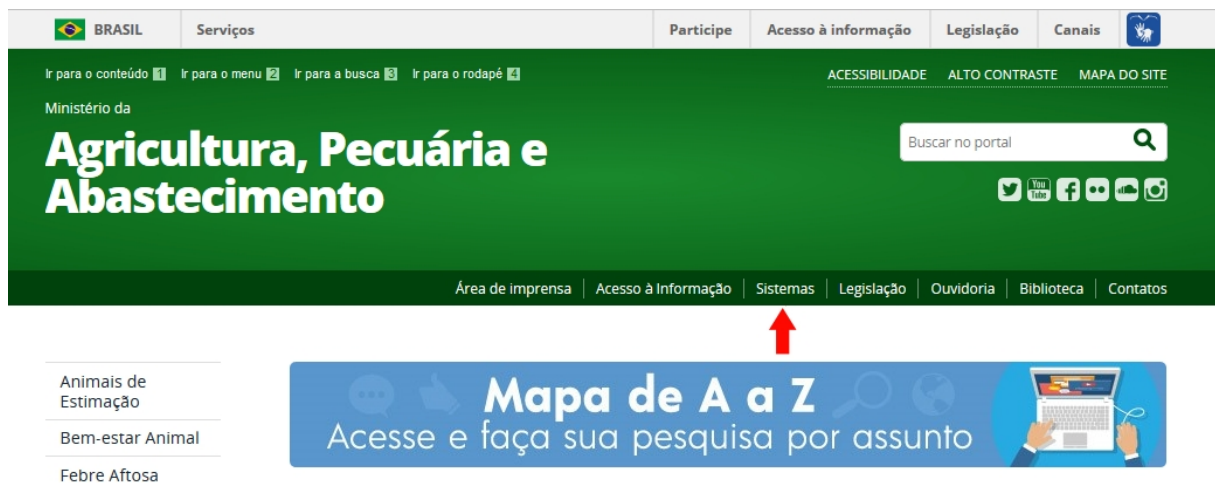 BRASIL Serviços Participe Acesso à informação Legislação Canais
Ir para o conteúdo 1 Ir para o menu 2 Ir para a busca 3 Ir para o rodapé 4 ACESSIBILIDADE ALTO CONTRASTE MAPA DO SITE
Ministério da
Agricultura, Pecuária e
Abastecimento
Buscar no portal
You
Tube
Área de imprensa Acesso à Informação Sistemas Legislação Ouvidoria Biblioteca Contatos
Animais de
Estimação
Bem-estar Animal
Febre Aftosa
Mapa de A a Z
Acesse e faça sua pesquisa por assunto